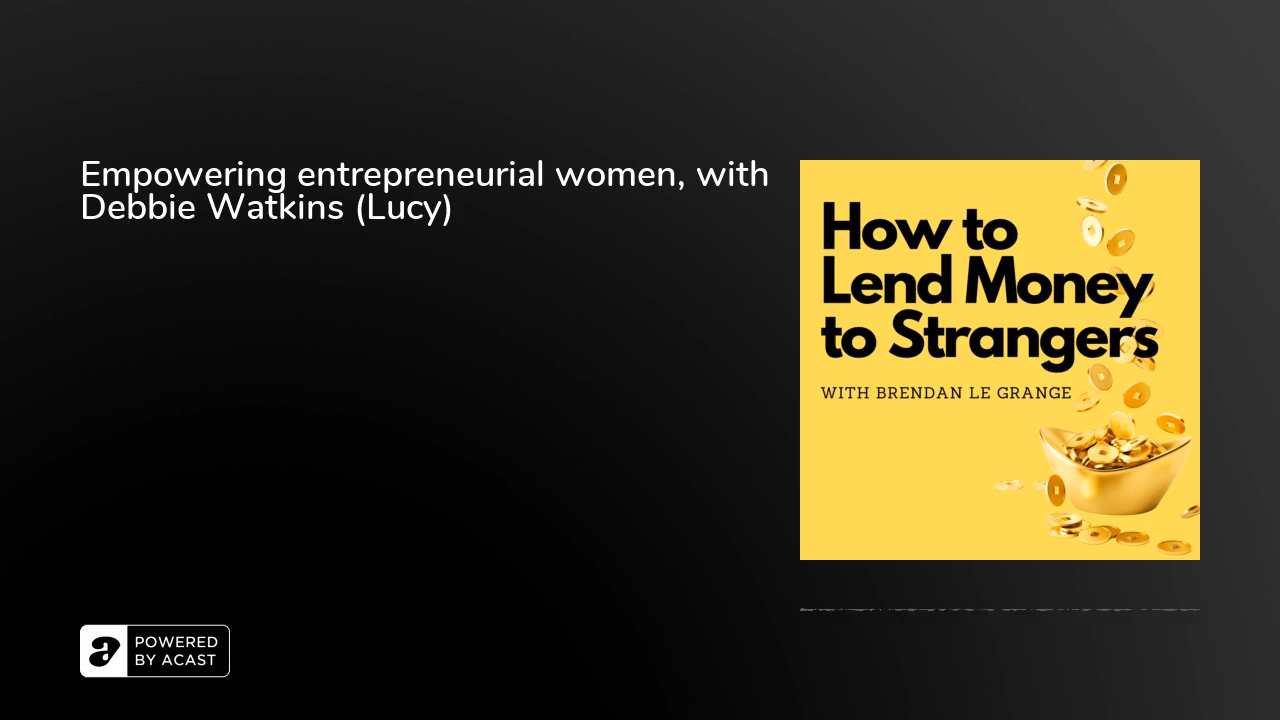 Empowering entrepreneurial women, with
Debbie Watkins (Lucy)
How to
Lend Money
to Strangers
WITH BRENDAN LE GRANGE
POWERED
BY ACAST